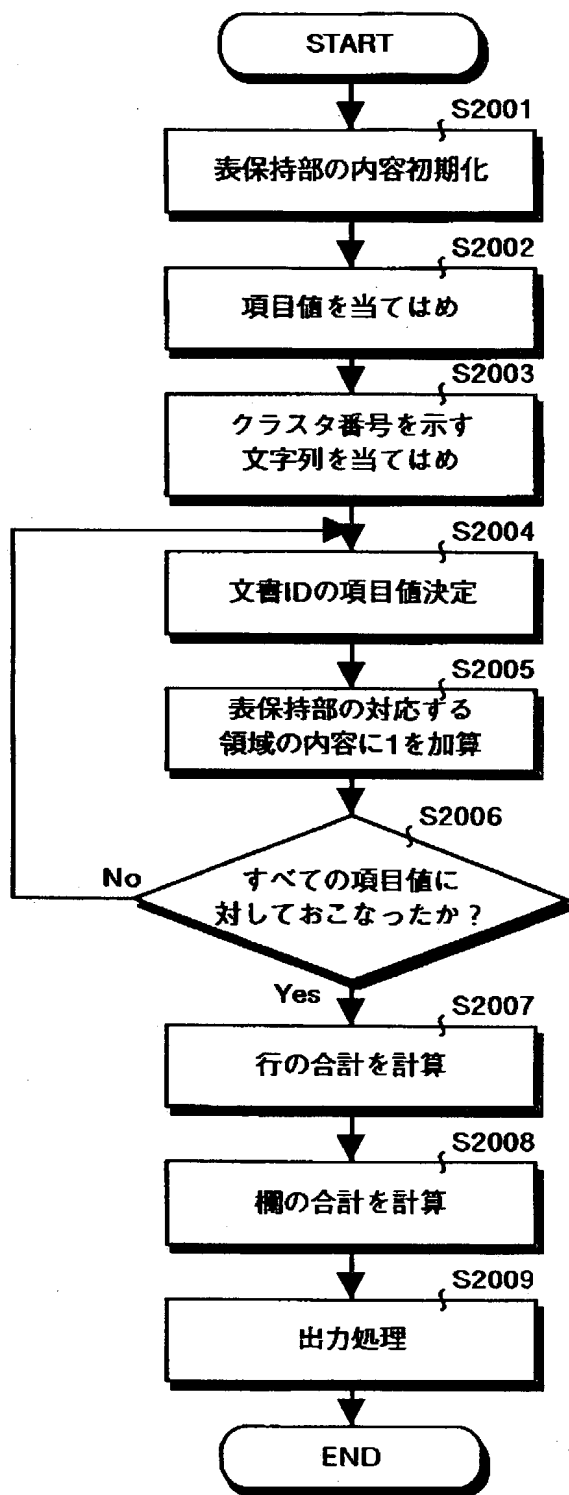 START
S2001
表保持部の内容初期化
S2002
項目値を当てはめ
S2003
クラスタ番号を示す
文字列を当てはめ
S2004
文書IDの項目値決定
S2005
表保持部の対応する
領域の内容に1を加算
S2006
すべての項目値に
対しておこなったか?
No
Yes
S2007
行の合計を計算
S2008
欄の合計を計算
S2009
出力処理
END